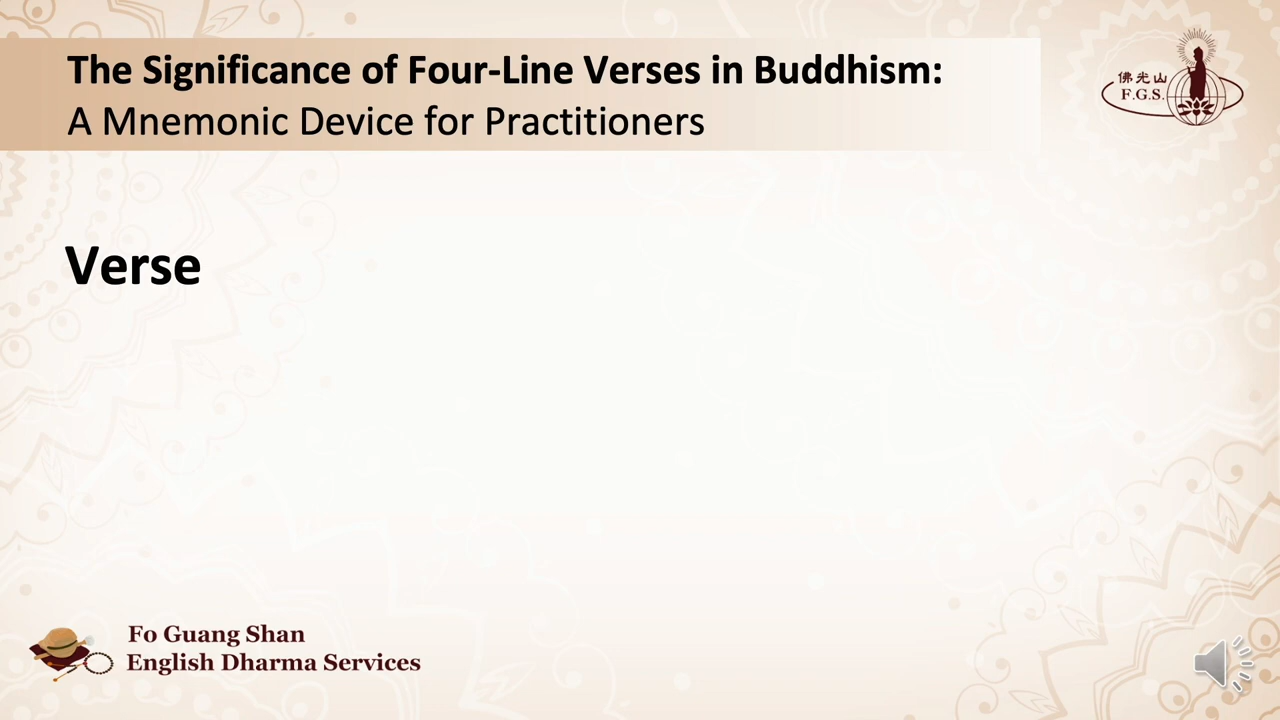 The Significance of Four-Line Verses in Buddhism:
A Mnemonic Device for Practitioners
佛光山
F.G.S.
Verse
Fo Guang Shan
English Dharma Services